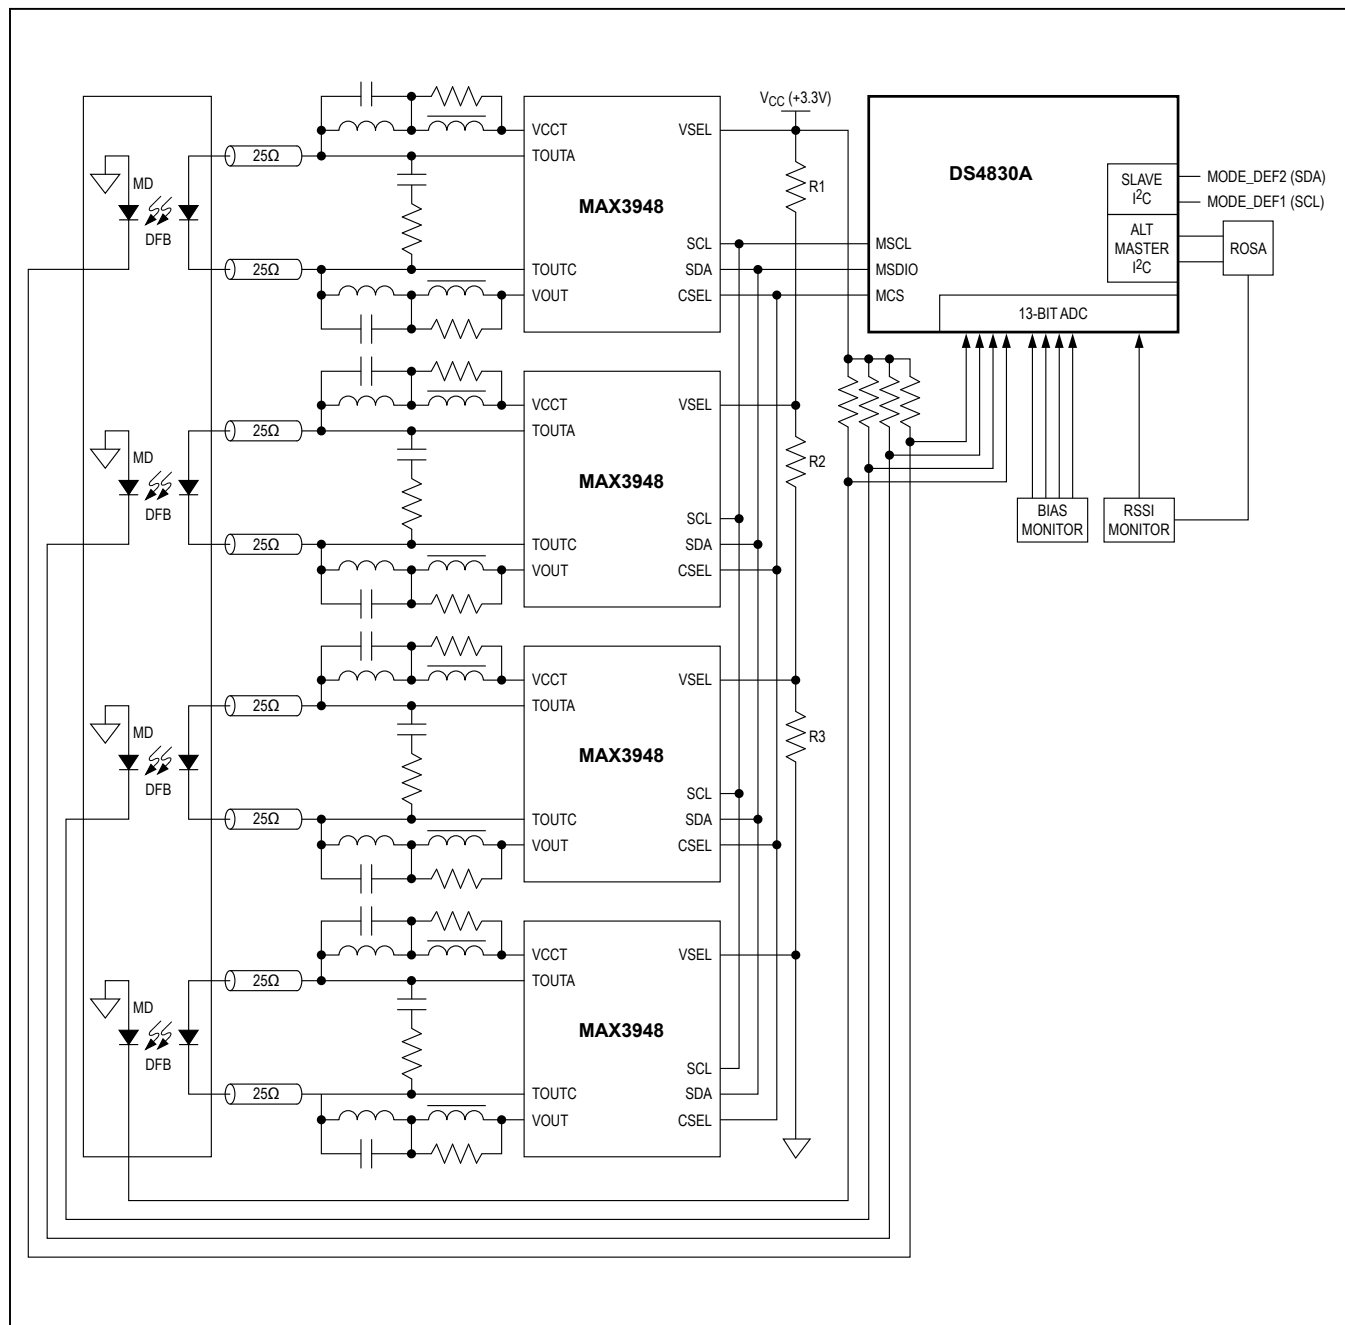 VCC (+3.3V)
VCCT
VSEL
TOUTA
25Ω
MD
DFB
MAX3948
R1
SCL
SDA
CSEL
25Ω
TOUTC
VOUT
DS4830A
SLAVE
I2C
MODE_DEF2 (SDA)
MODE_DEF1 (SCL)
ALT
MASTER
I2C
ROSA
MSCL
MSDIO
MCS
13-BIT ADC
BIAS
MONITOR
RSSI
MONITOR
VCCT
VSEL
TOUTA
25Ω
MD
DFB
MAX3948
R2
SCL
SDA
CSEL
25Ω
TOUTC
VOUT
VCCT
VSEL
TOUTA
25Ω
MD
DFB
MAX3948
R3
SCL
SDA
CSEL
25Ω
TOUTC
VOUT
VCCT
VSEL
TOUTA
25Ω
MD
DFB
MAX3948
SCL
SDA
CSEL
25Ω
TOUTC
VOUT